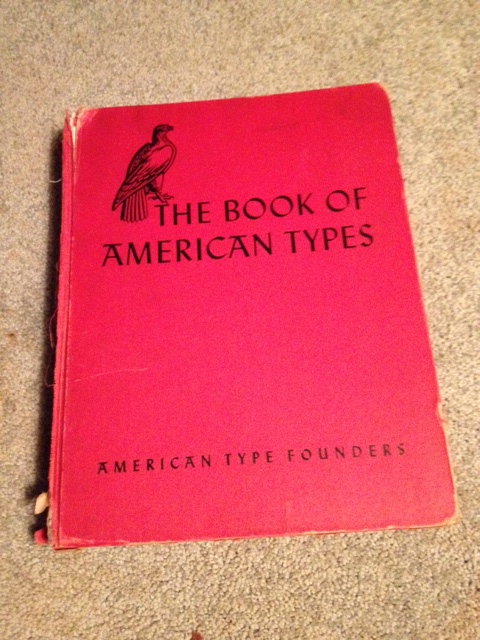 THE BOOK OF
AMERICAN TYPES
AMERICAN TYPE FOUNDERS